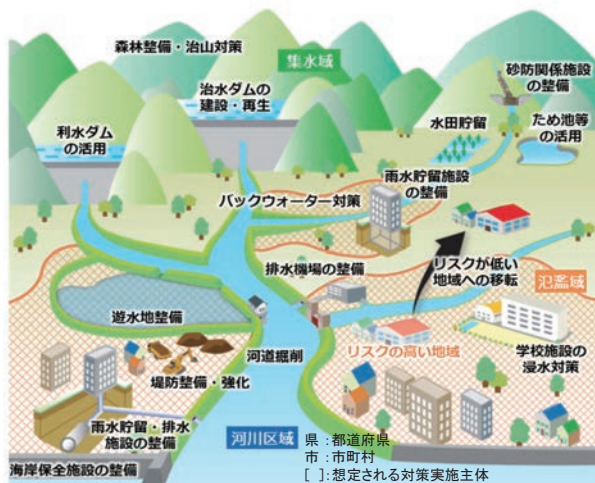 森林整備・治山対策
集水域
砂防関係施設
の整備
治水ダムの
建設・再生
水田貯留
ため池等
の活用
利水ダム
の活用
雨水貯留施設
の整備
バックウォーター対策
排水機場の整備
リスクが低い
地域への移転
氾濫域
遊水地整備
河道掘削
リスクの高い地域
学校施設の
浸水対策
堤防整備・強化
雨水貯留・排水
施設の整備
河川区域
海岸保全施設の整備
県：都道府県
市：市町村
[ ]：想定される対策実施主体